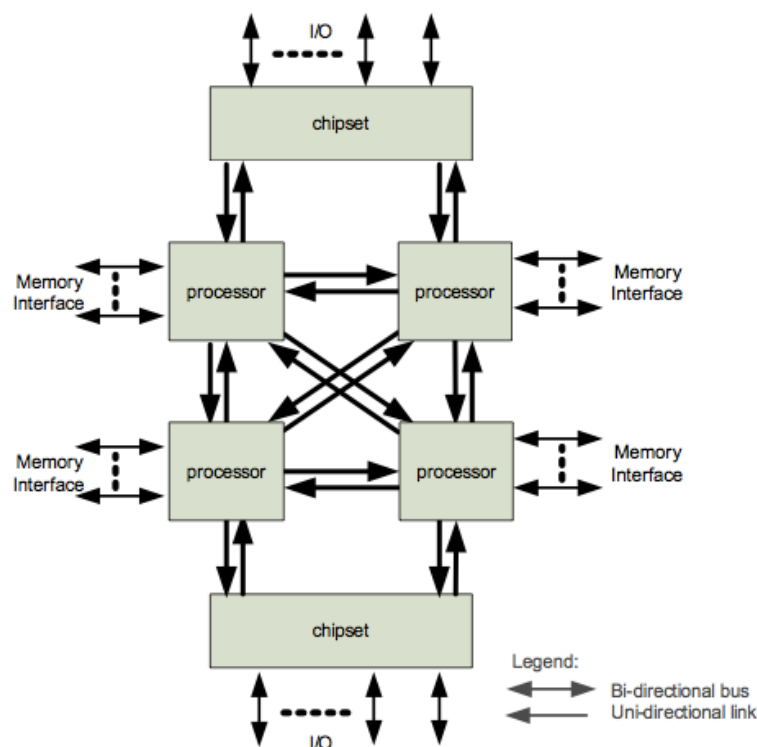 I/O
chipset
processor
processor
Memory
Interface
Memory
Interface
processor
processor
Memory
Interface
Memory
Interface
chipset
Legend:
Bi-directional bus
Uni-directional link
I/O